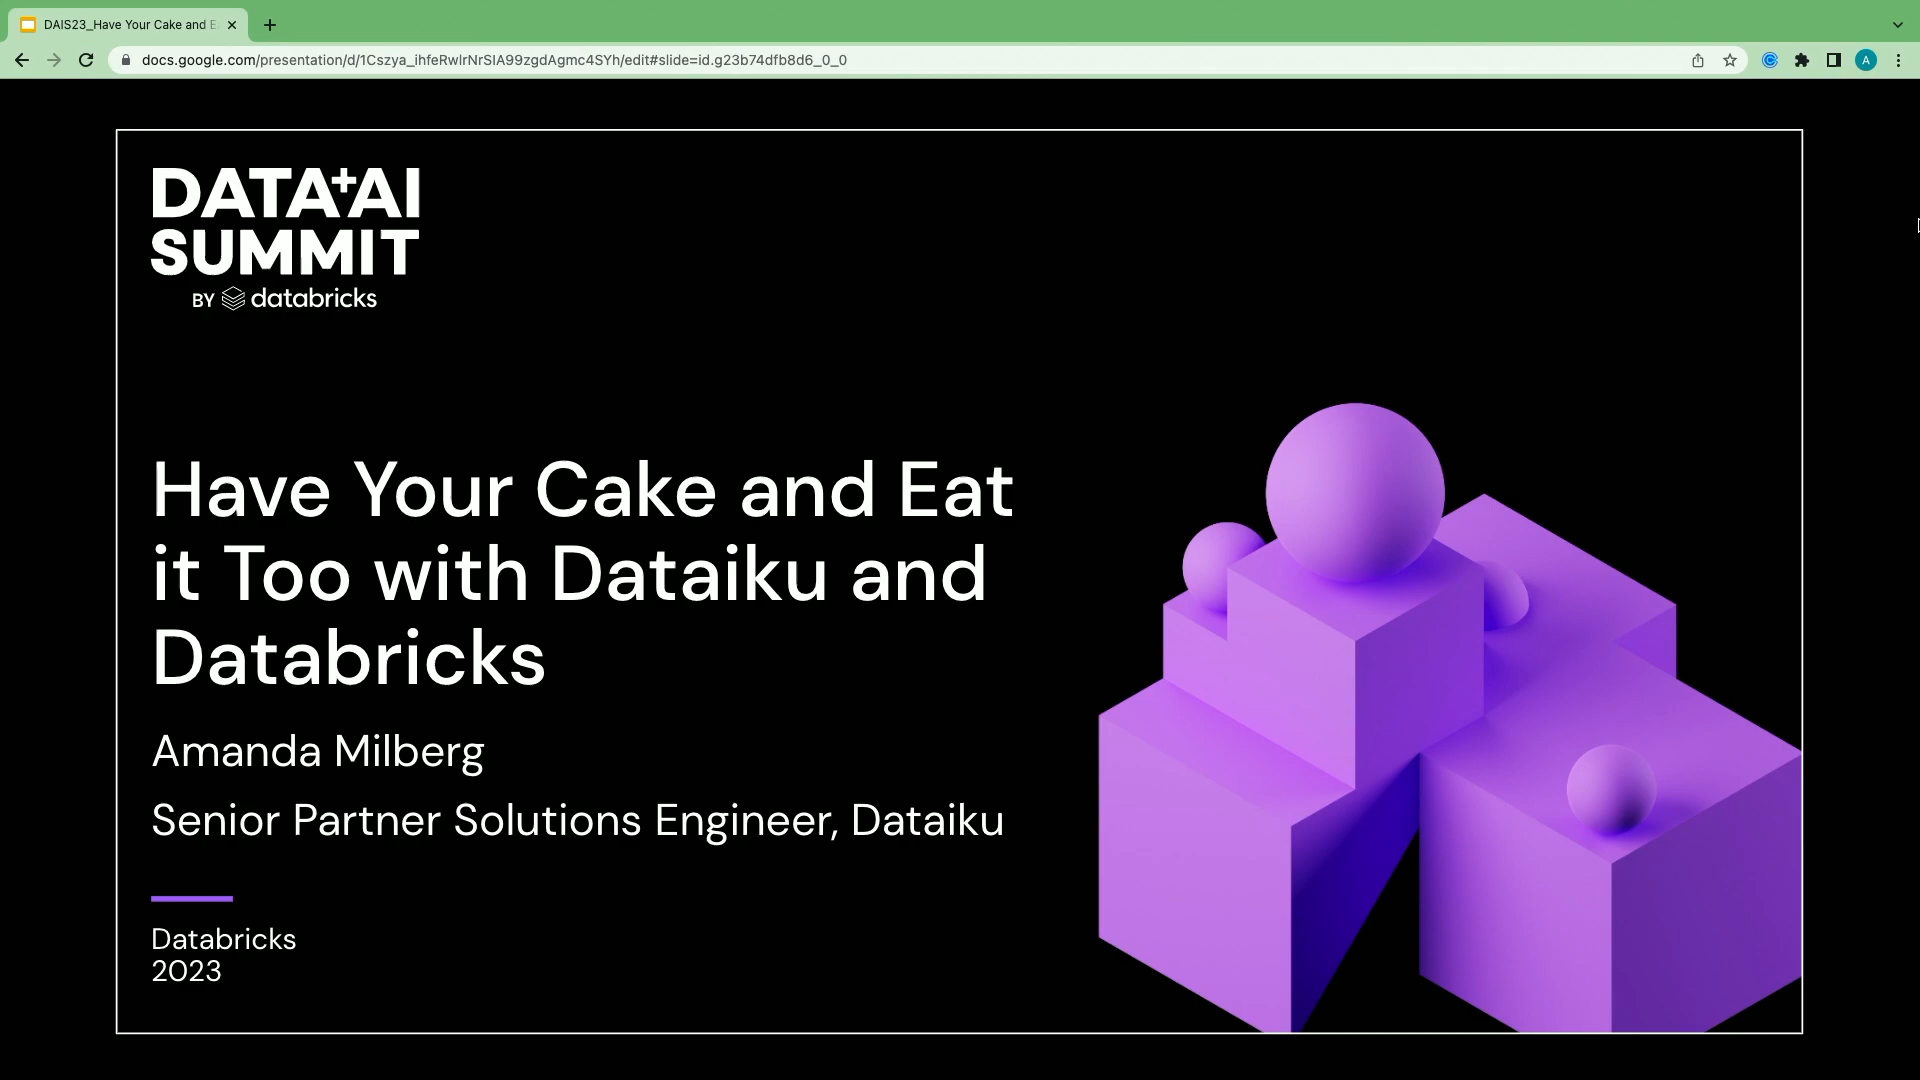 DAIS23_Have Your Cake and E
docs.google.com/presentation/d/1Cszya_ihfeRwIrNrSIA99zgdAgmc4SYh/edit#slide=id.g23b74dfb8d6_0_0
A
DATA+AI
SUMMIT
BY databricks
Have Your Cake and Eat
it Too with Dataiku and
Databricks
Amanda Milberg
Senior Partner Solutions Engineer, Dataiku
Databricks
2023